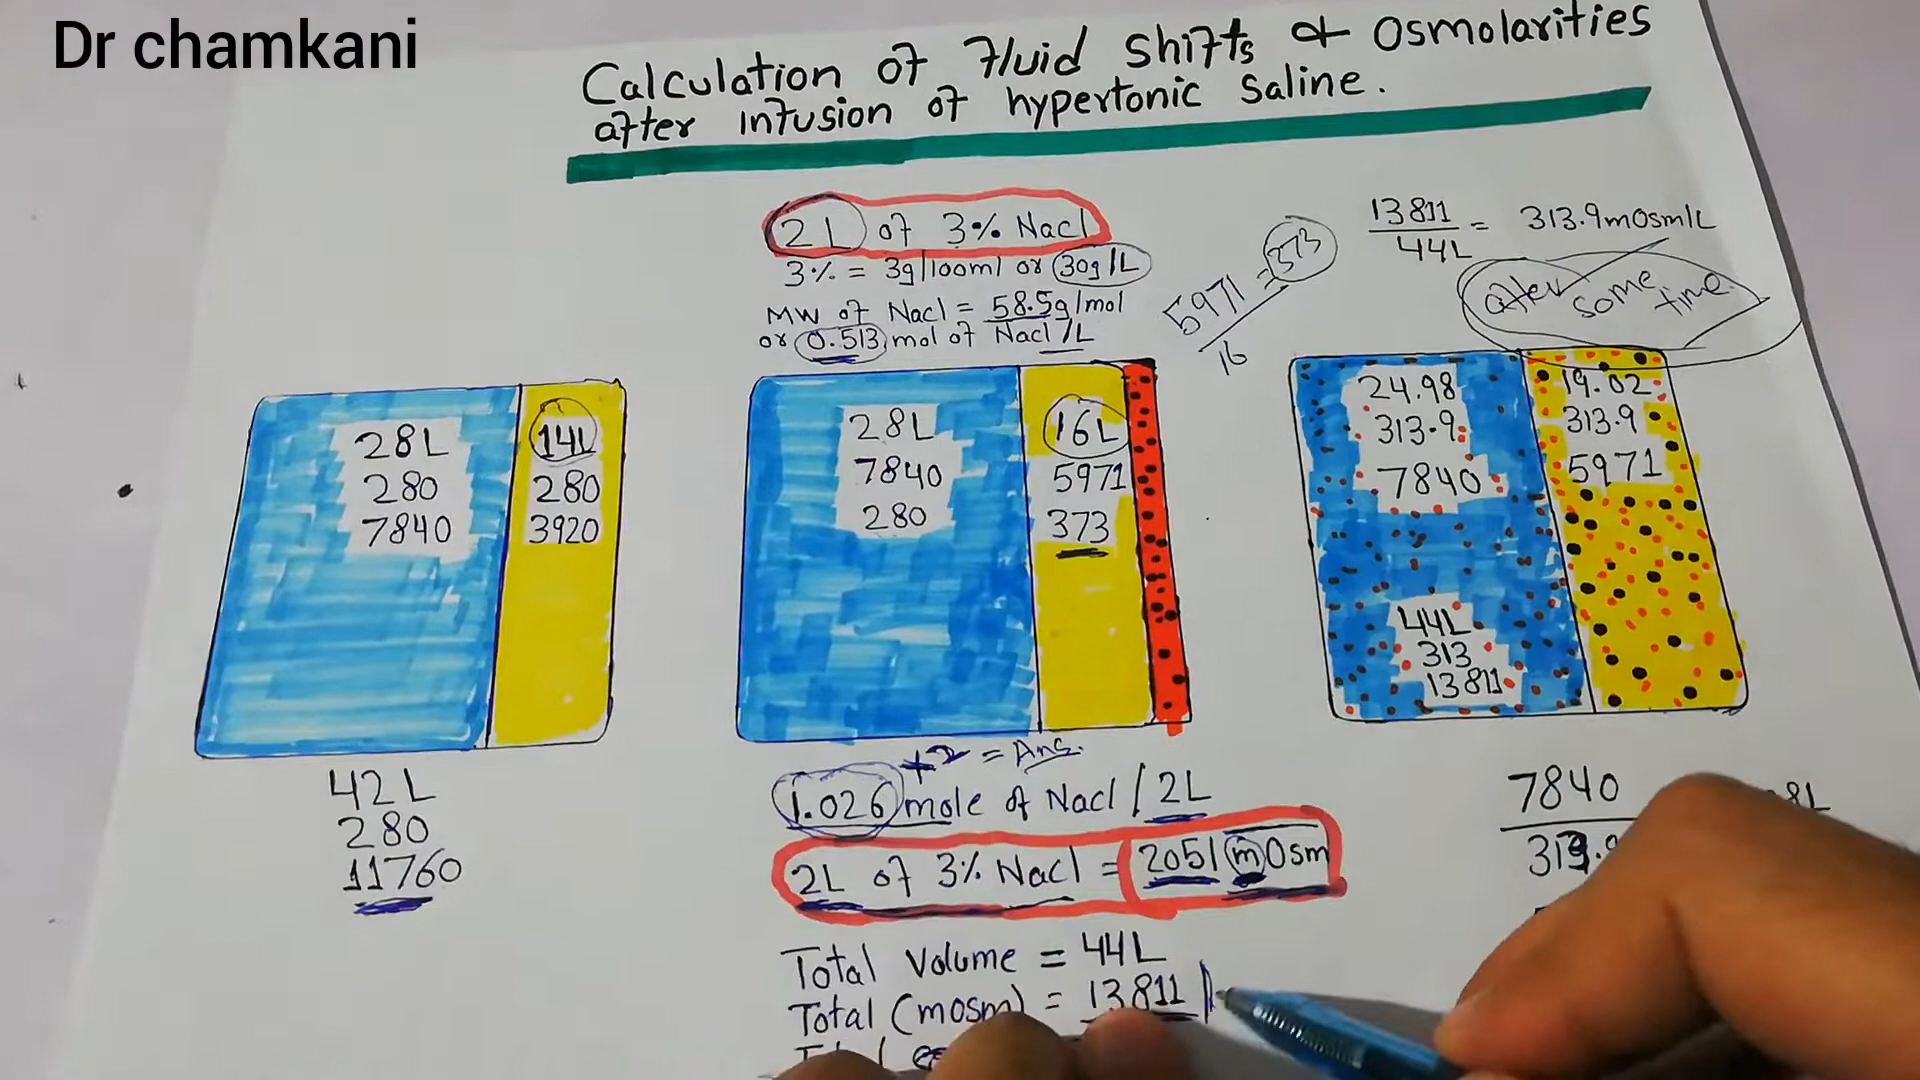 Dr chamkani
Calculation of Fluid Shifts & Osmolarities
after infusion of hypertonic saline.
2L of 3% Nacl
3% = 3g/100ml or 30g/L
MW of Nacl = 58.5g/mol
or 0.513 mol of Nacl/L
5971
16
= 373
13811
44L
= 313.9mOsm/L
after some time
28L
280
7840
14L
280
3920
42L
280
11760
28L
7840
280
16L
5971
373
24.98
313.9
7840
19.02
313.9
5971
44L
313
13811
+2 = Ans.
1.026 mole of Nacl / 2L
2L of 3% Nacl = 2051 mOsm
Total Volume = 44L
Total (mosm) = 13811
7840